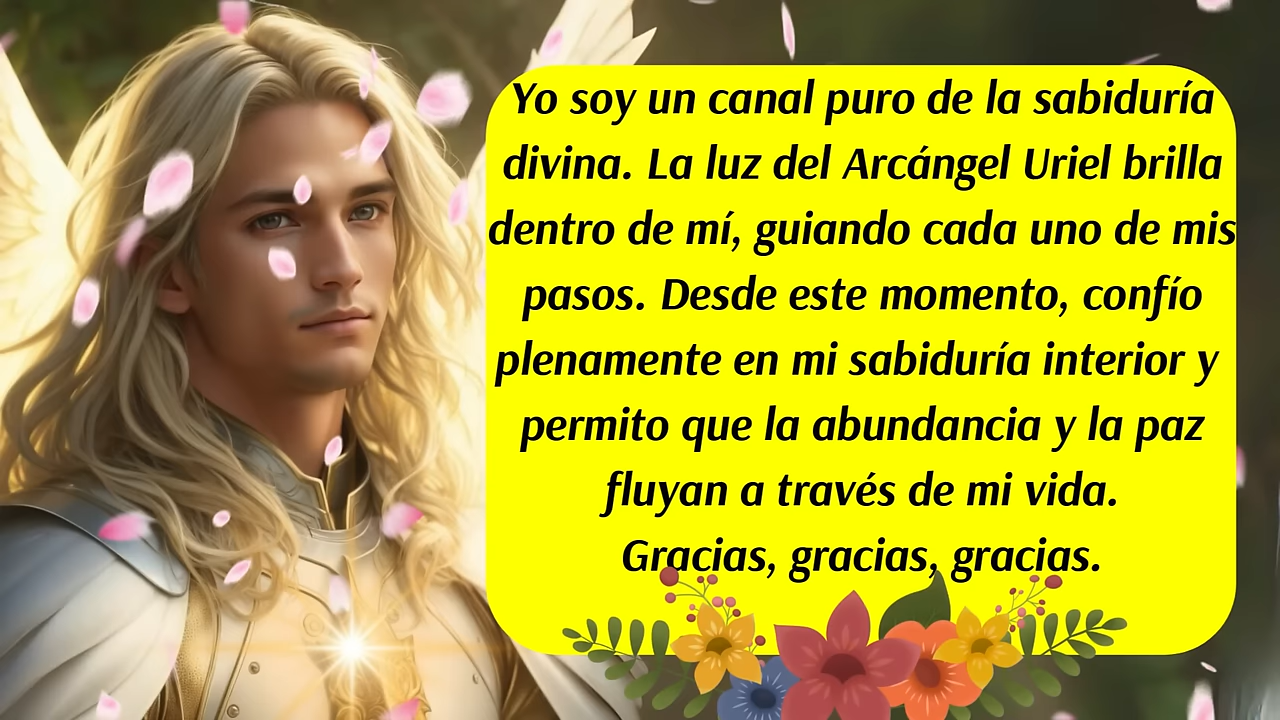 Yo soy un canal puro de la sabiduría
divina. La luz del Arcángel Uriel brilla
dentro de mí, guiando cada uno de mis
pasos. Desde este momento, confío
plenamente en mi sabiduría interior y
permito que la abundancia y la paz
fluyan a través de mi vida.
Gracias, gracias, gracias.